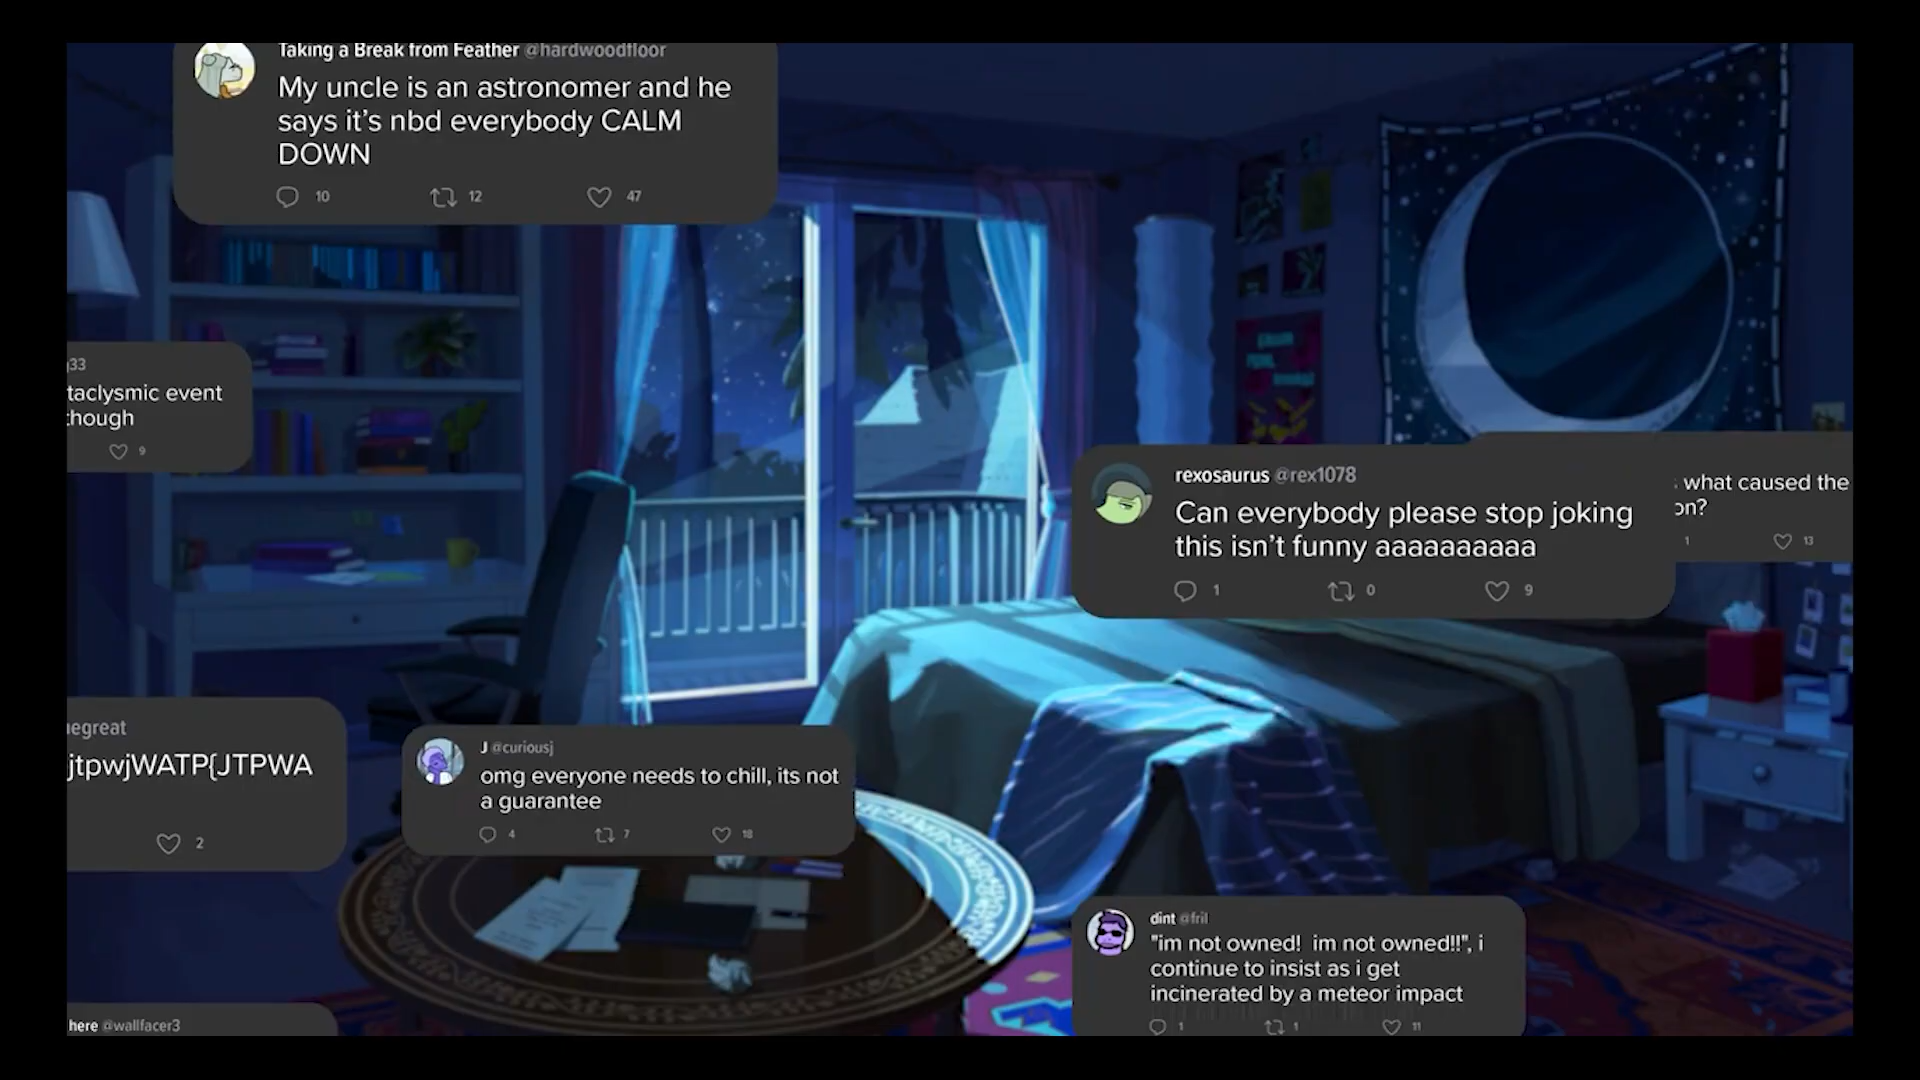 Taking a Break from Feather @hardwoodfloor
My uncle is an astronomer and he
says it's nbd everybody CALM
DOWN
10 12 47
33
taclysmic event
though
9
rexosaurus @rex1078
Can everybody please stop joking
this isn't funny aaaaaaaaaa
1 0 9
what caused the
on?
1 13
egreat
jtpwjWATP{JTPWA
2
J @curiousj
omg everyone needs to chill, its not
a guarantee
4 7 18
dint @fril
"im not owned!  im not owned!!", i
continue to insist as i get
incinerated by a meteor impact
1 1 11
here @wallfacer3